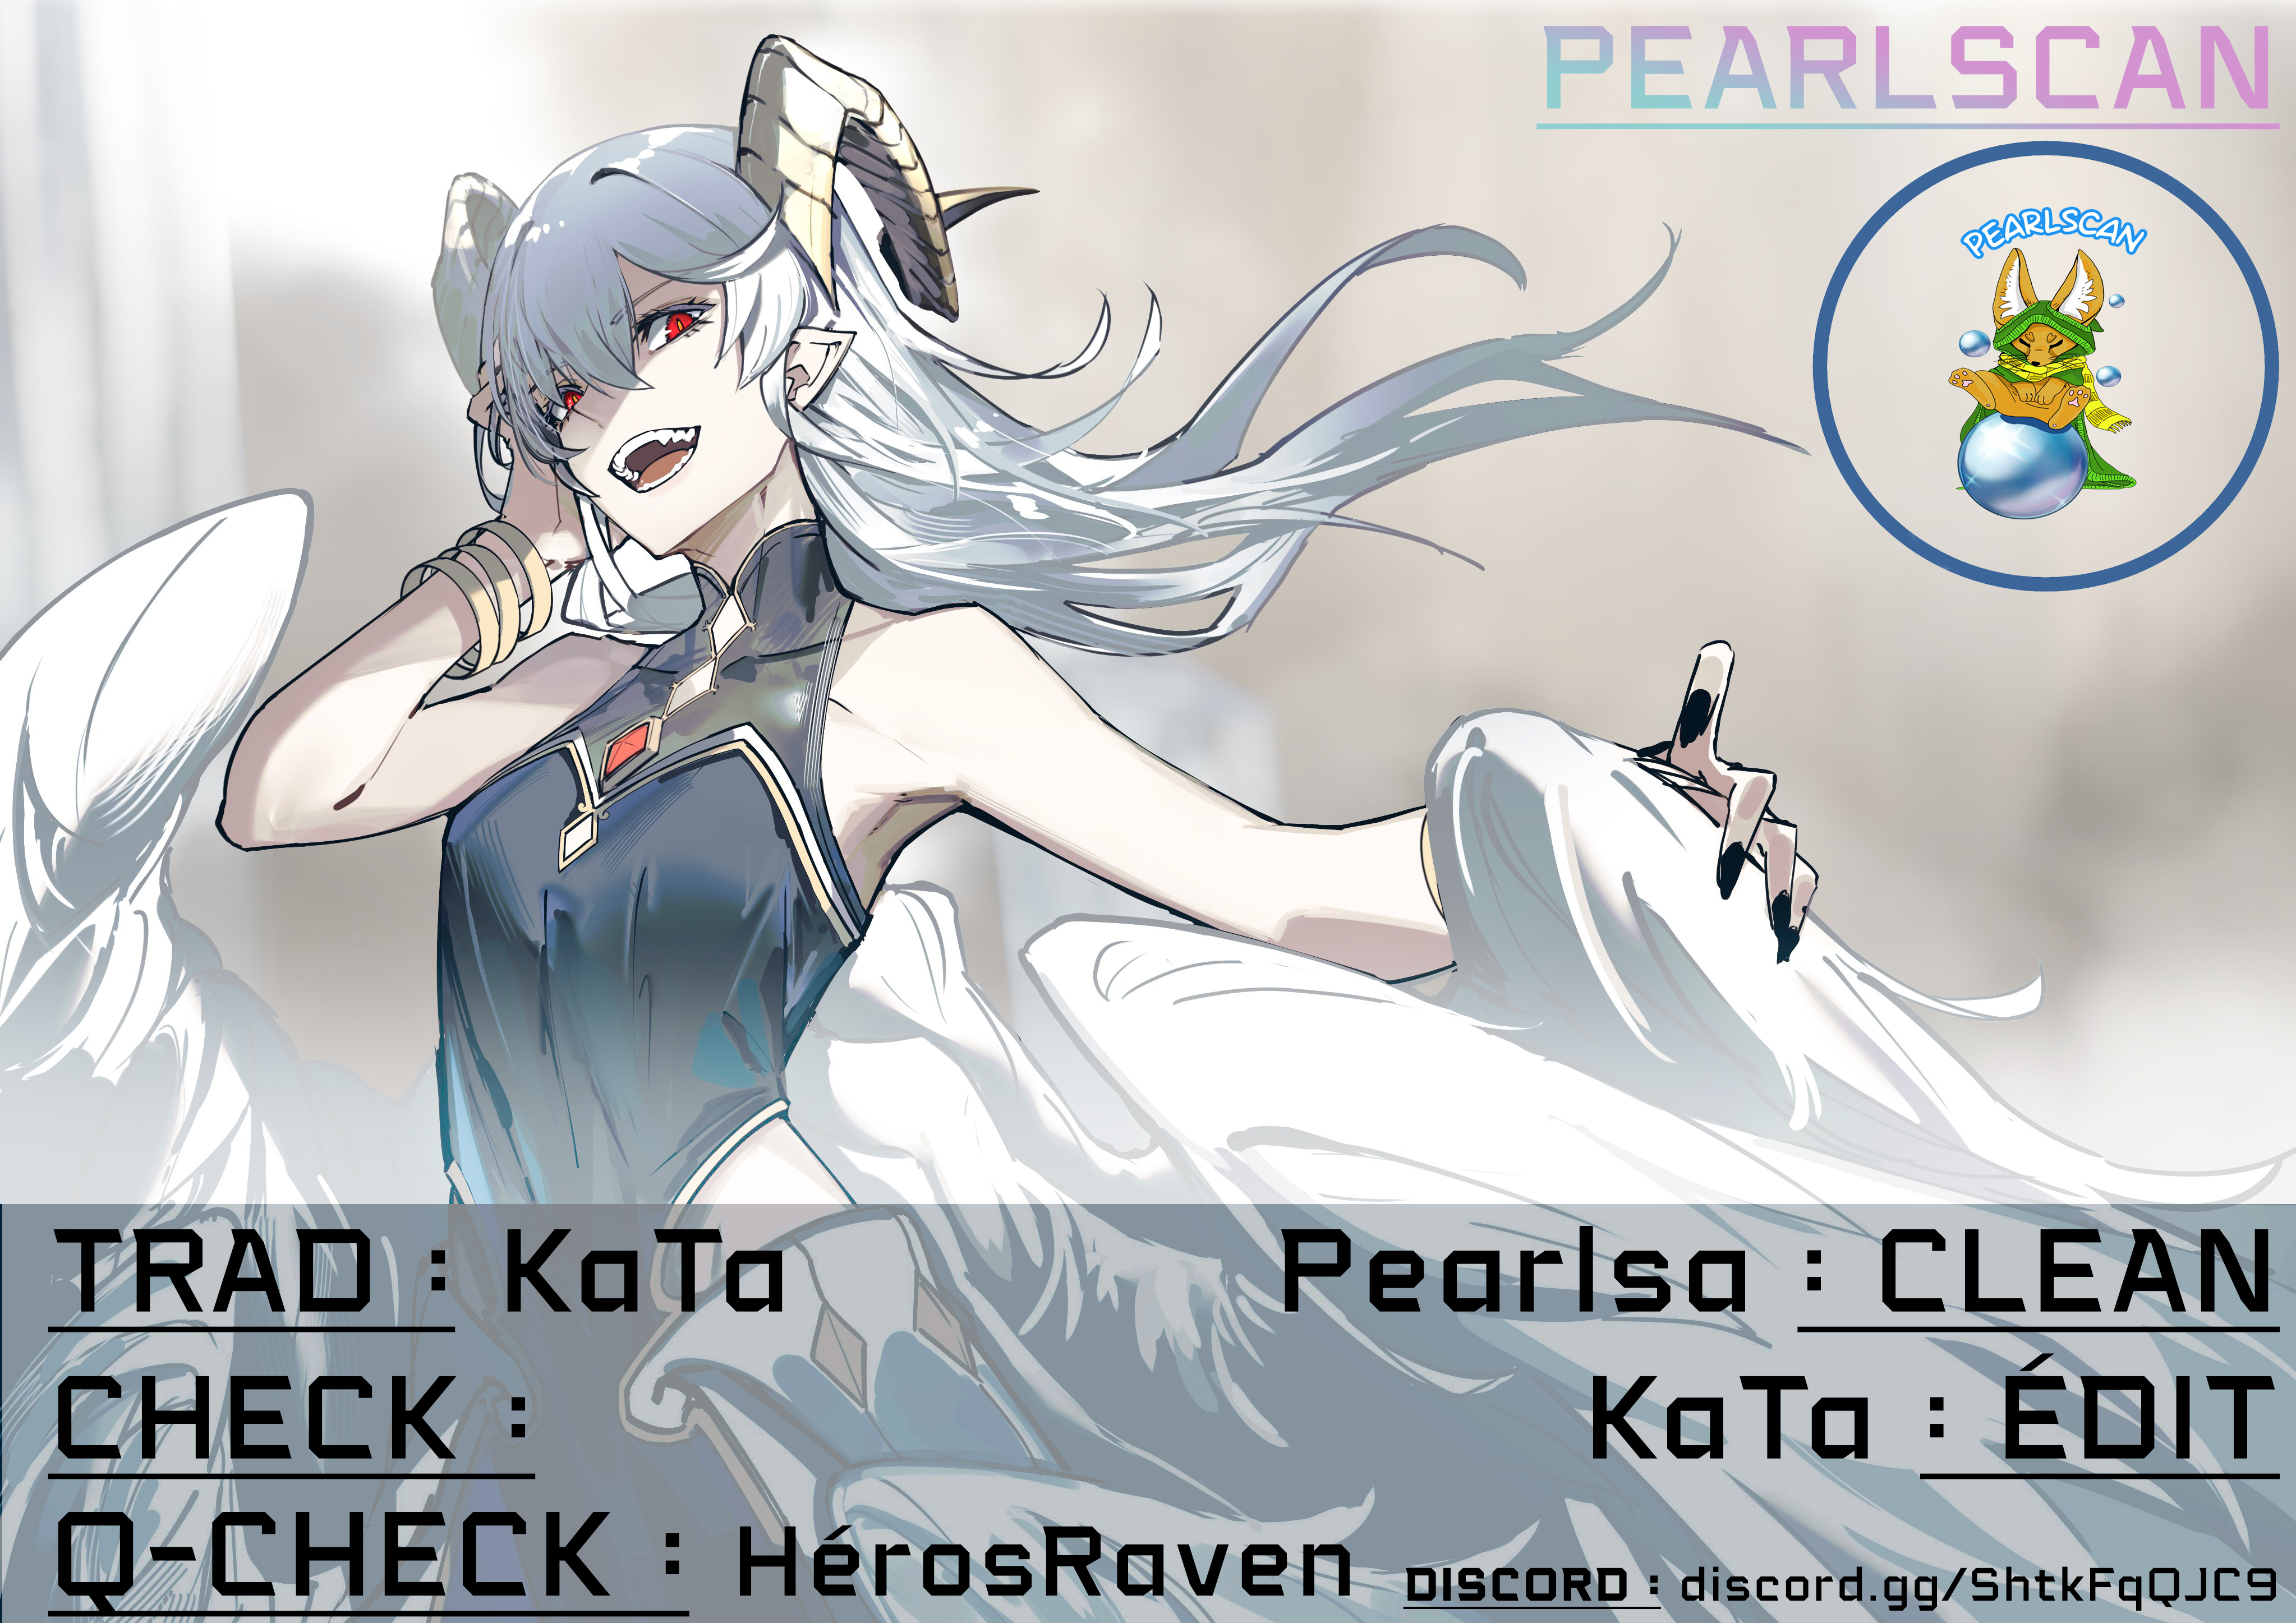 PEARLSCAN
PEARLSCAN
TRAD : KaTa
Pearlsa : CLEAN
CHECK :
KaTa : ÉDIT
Q-CHECK : HérosRaven
DISCORD : discord.gg/ShtkFqQJC9